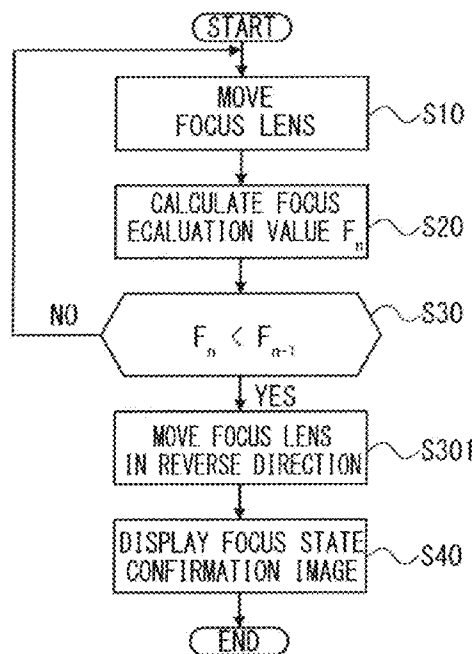 START
MOVE
FOCUS LENS
S10
CALCULATE FOCUS
ECALUATION VALUE Fn
S20
S30
NO
Fn < Fn-1
YES
MOVE FOCUS LENS
IN REVERSE DIRECTION
S301
DISPLAY FOCUS STATE
CONFIRMATION IMAGE
S40
END